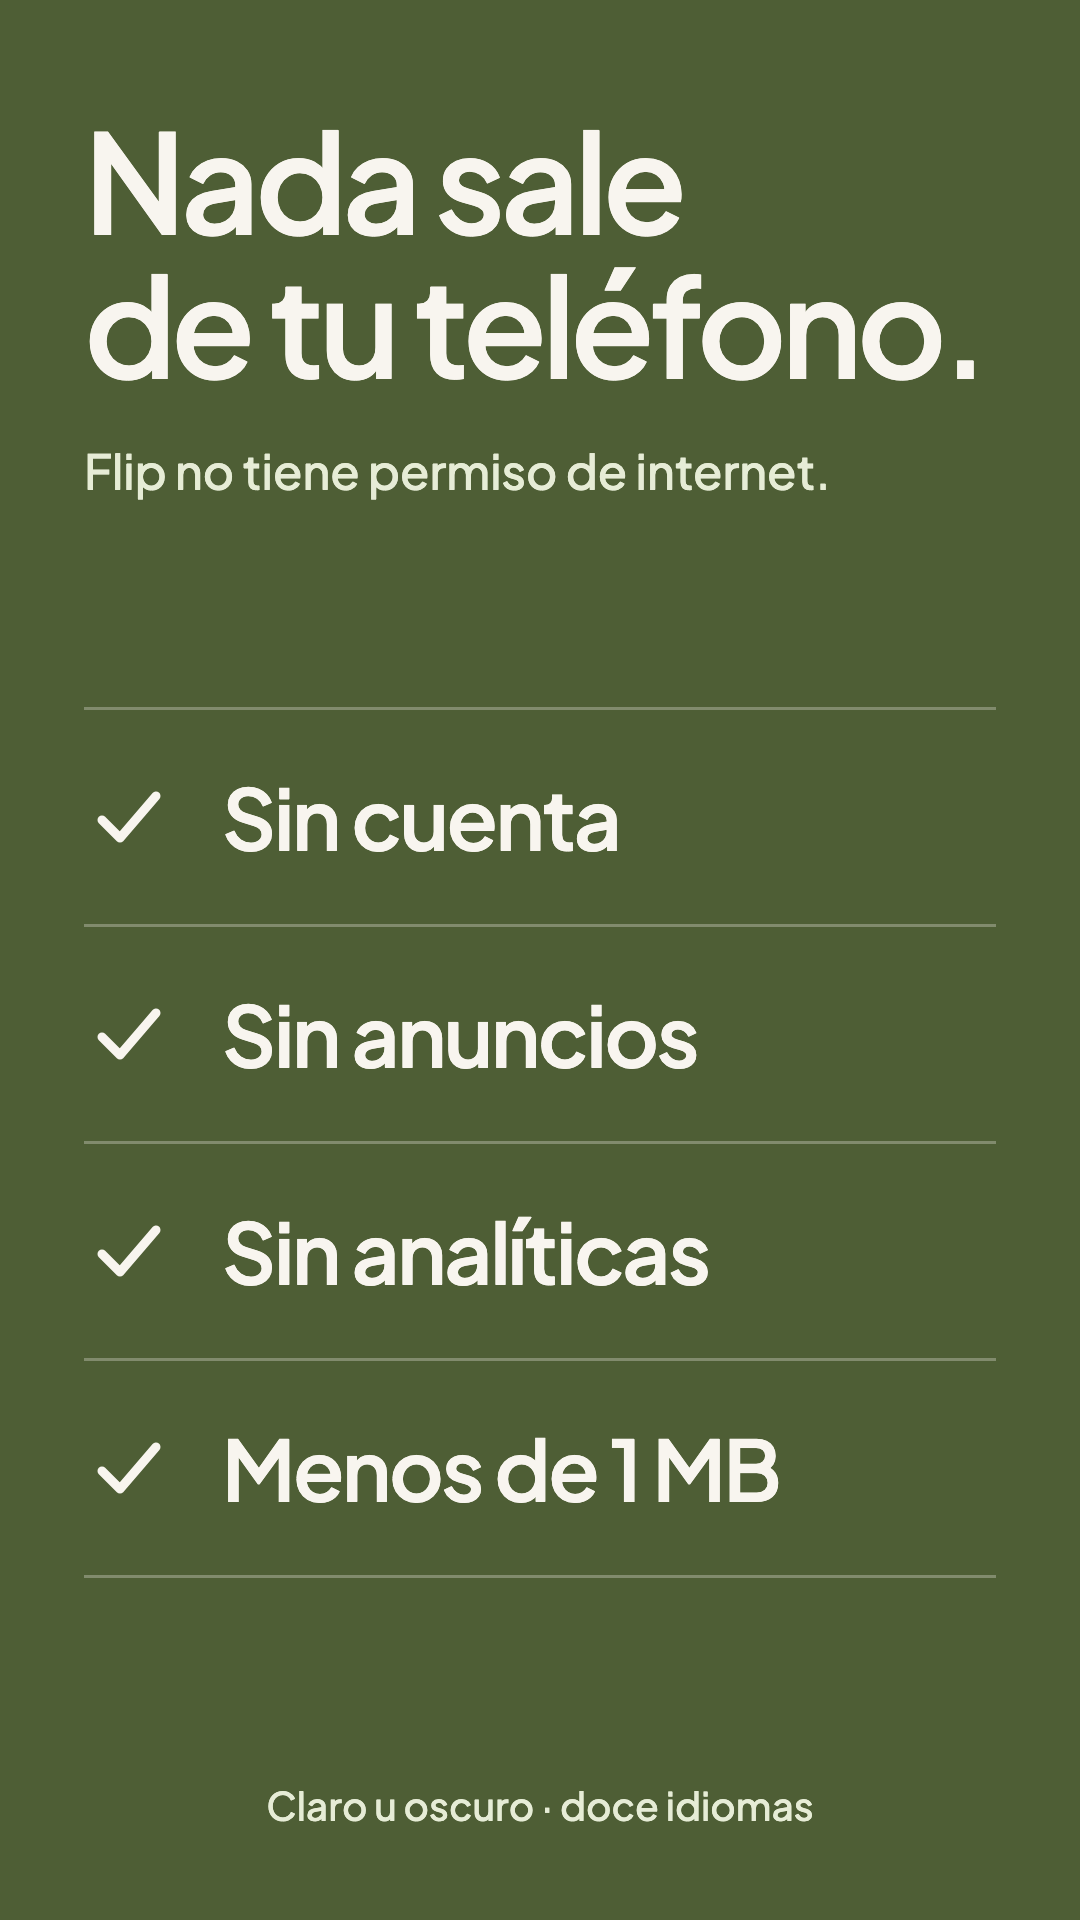 Nada sale
de tu teléfono.
Flip no tiene permiso de internet.
Sin cuenta
Sin anuncios
Sin analíticas
Menos de 1 MB
Claro u oscuro · doce idiomas